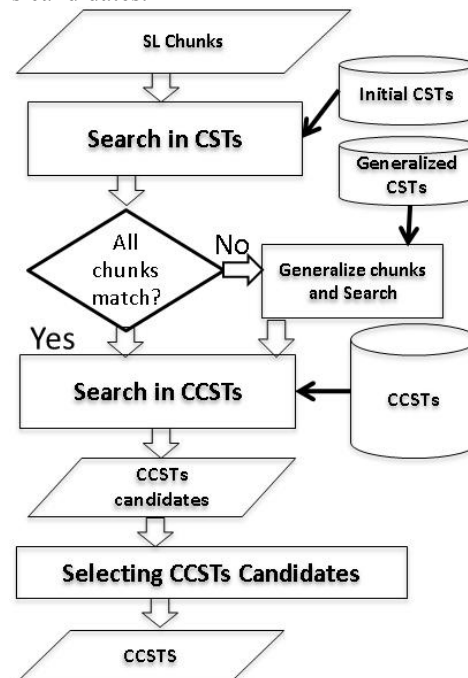 s candidates.
SL Chunks
Initial CSTs
Search in CSTs
Generalized
CSTs
All
chunks
match?
No
Generalize chunks
and Search
Yes
Search in CCSTs
CCSTs
CCSTs
candidates
Selecting CCSTs Candidates
CCSTS